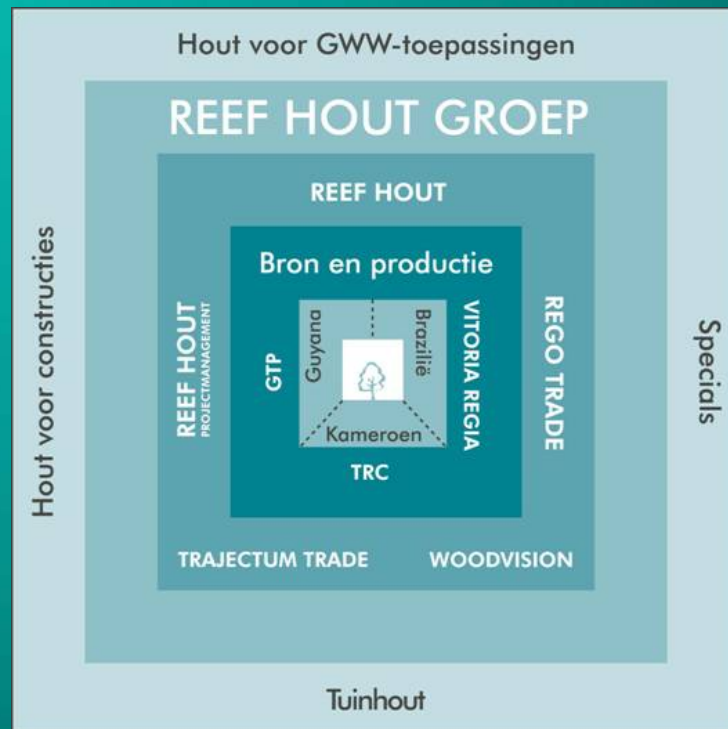 Hout voor GWW-toepassingen
REEF HOUT GROEP
REEF HOUT
Bron en productie
Hout voor constructies
REEF HOUT
PROJECTMANAGEMENT
GTP
Guyana
Brazilië
VITORIA REGIA
REGO TRADE
Specials
Kameroen
TRC
TRAJECTUM TRADE
WOODVISION
Tuinhout